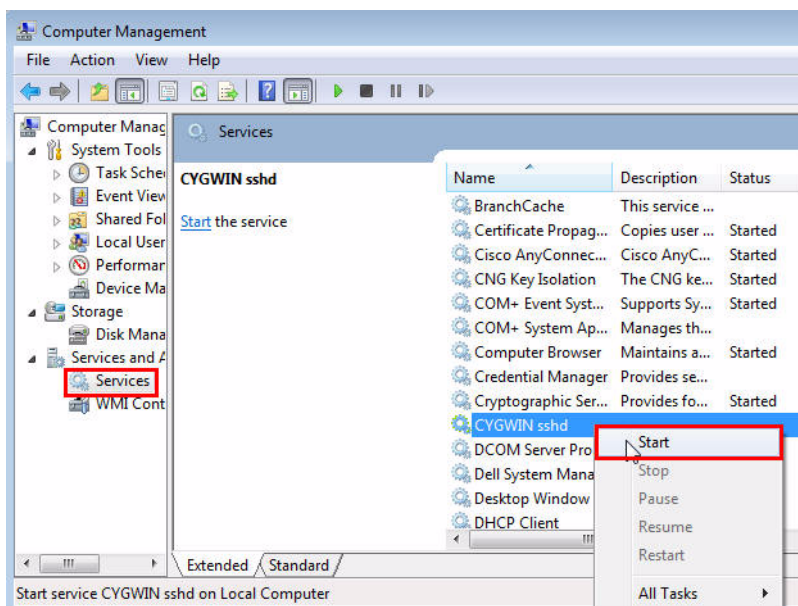 Computer Management
File Action View Help
Computer Manag
System Tools
Task Sche
Event View
Shared Fol
Local User
Performar
Device Ma
Storage
Disk Mana
Services and A
Services
WMI Cont
Services
CYGWIN sshd
Start the service
Name Description Status
BranchCache This service ...
Certificate Propag... Copies user ... Started
Cisco AnyConnec... Cisco AnyC... Started
CNG Key Isolation The CNG ke... Started
COM+ Event Syst... Supports Sy... Started
COM+ System Ap... Manages th...
Computer Browser Maintains a... Started
Credential Manager Provides se...
Cryptographic Ser... Provides fo... Started
CYGWIN sshd
DCOM Server Pro
Dell System Mana
Desktop Window
DHCP Client
Start
Stop
Pause
Resume
Restart
All Tasks
Extended Standard
Start service CYGWIN sshd on Local Computer